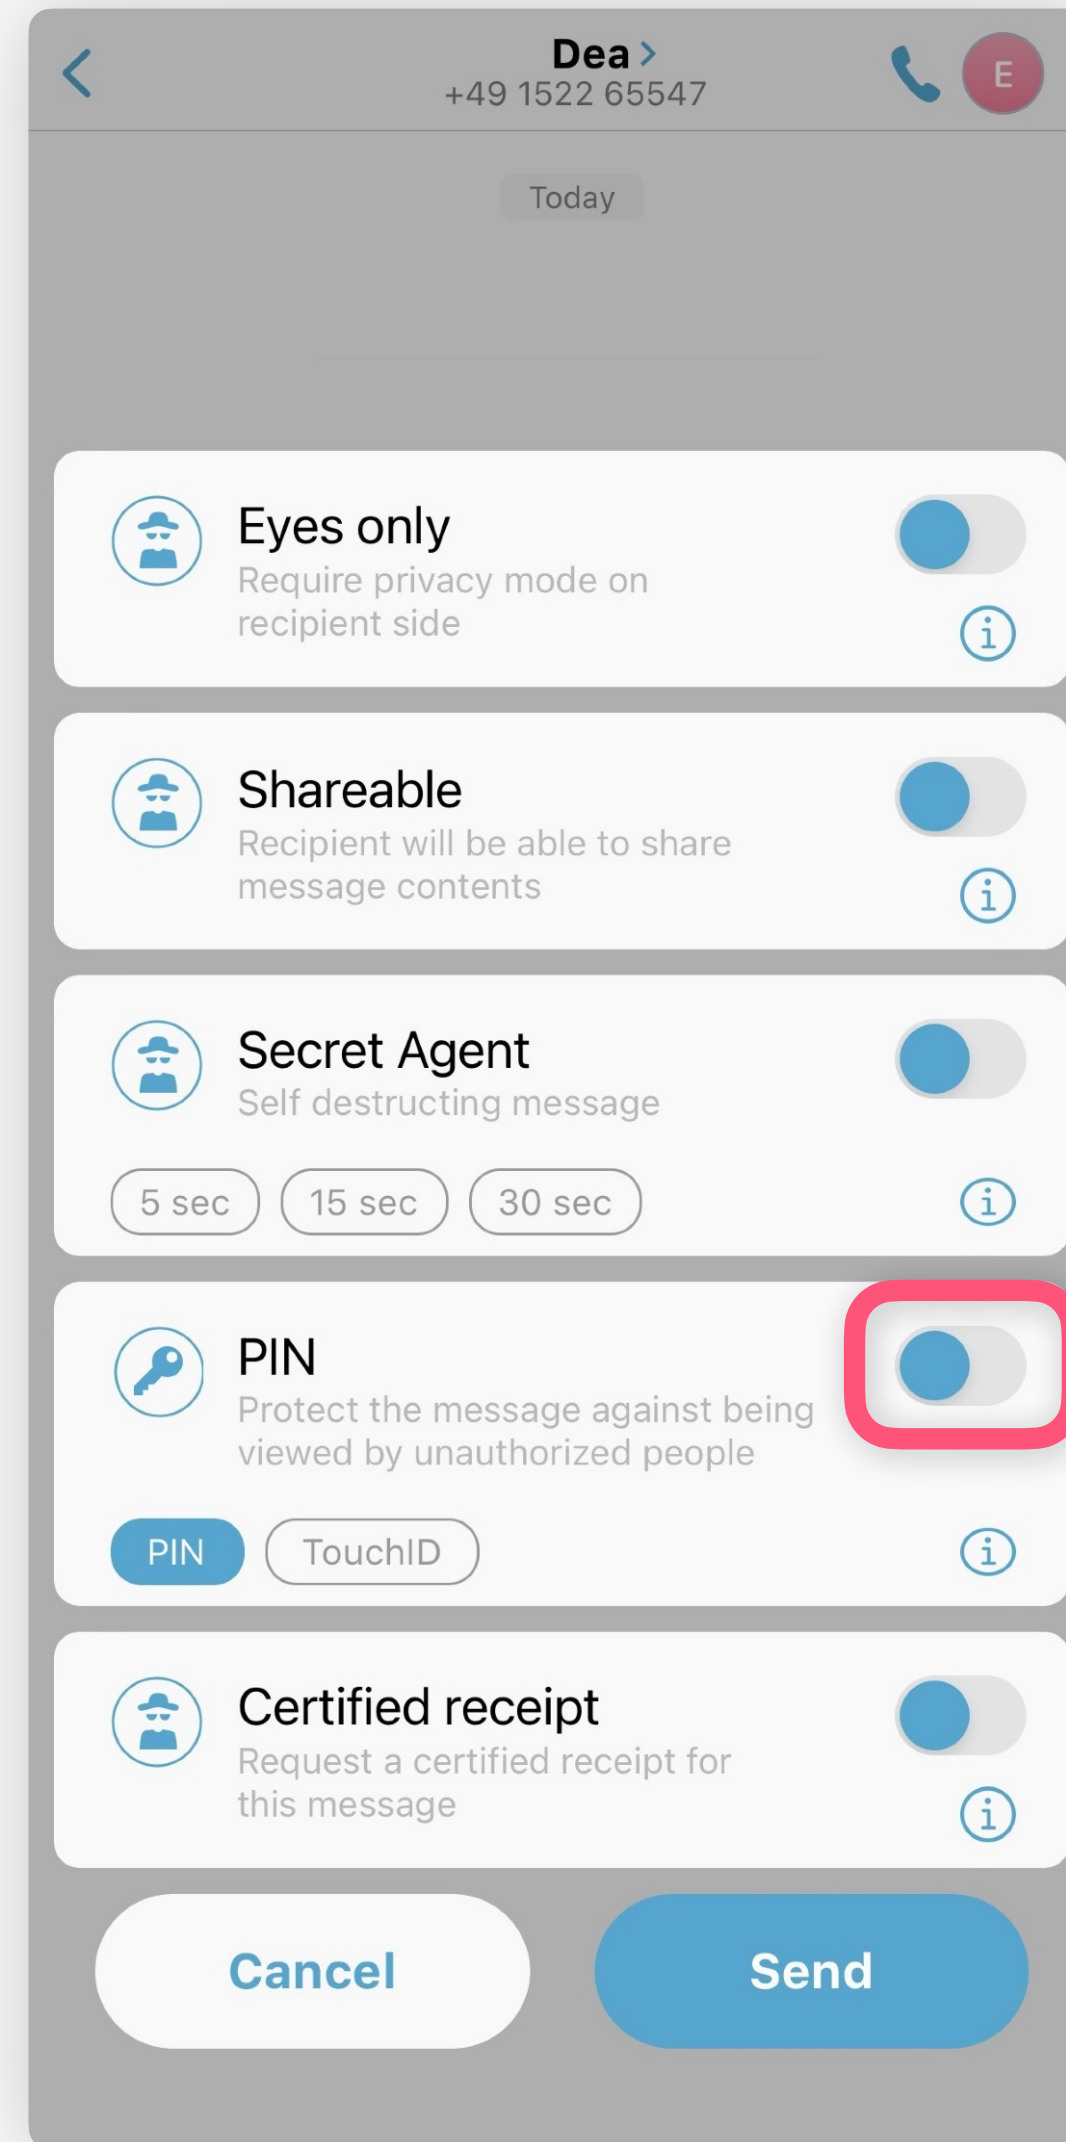 Dea >
+49 1522 65547
E
Today
Eyes only
Require privacy mode on
recipient side
i
Shareable
Recipient will be able to share
message contents
i
Secret Agent
Self destructing message
5 sec 15 sec 30 sec
i
PIN
Protect the message against being
viewed by unauthorized people
PIN TouchID
i
Certified receipt
Request a certified receipt for
this message
i
Cancel Send